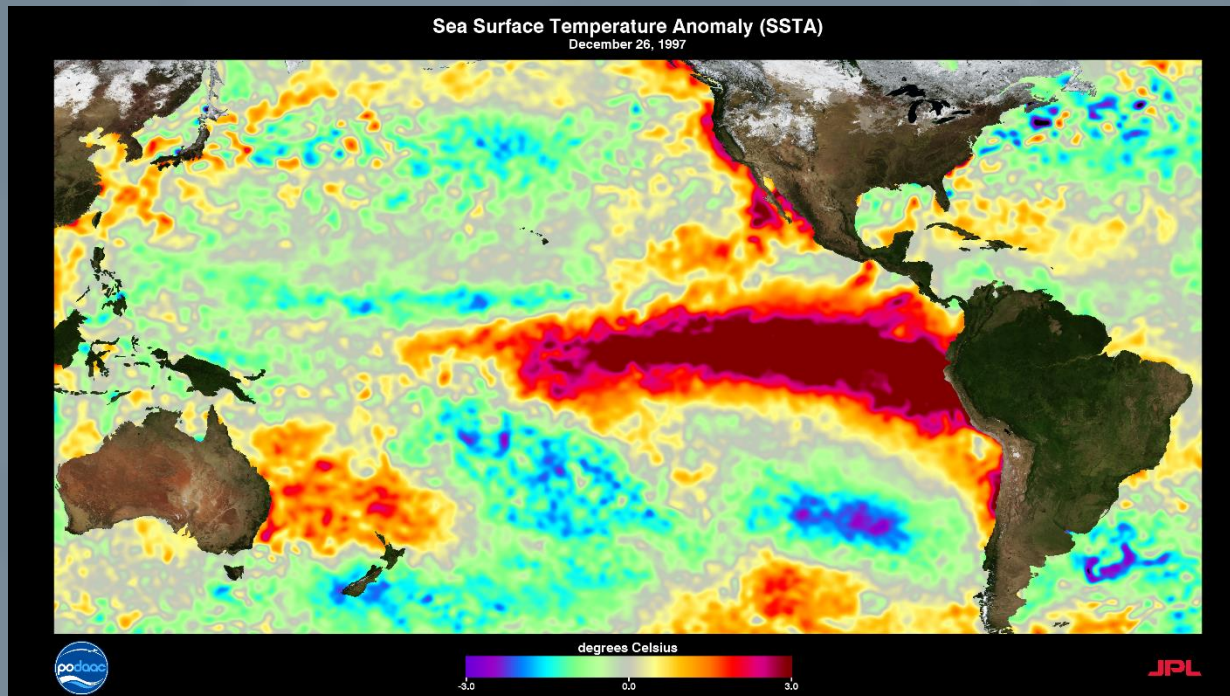 Sea Surface Temperature Anomaly (SSTA)
December 26, 1997
degrees Celsius
-3.0 0.0 3.0
podaac
JPL